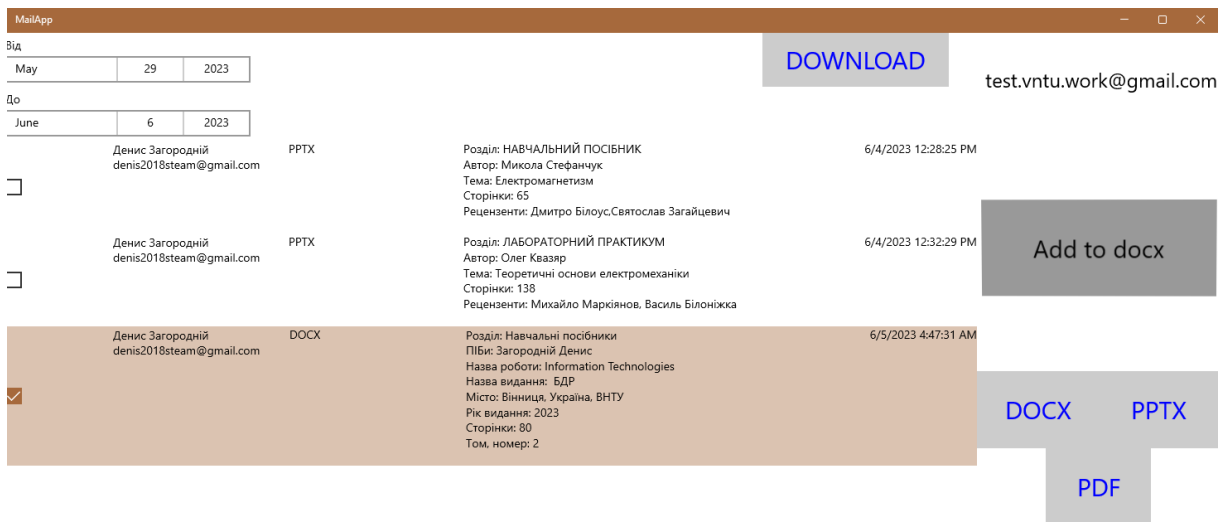 MailApp
Від
May 29 2023
DOWNLOAD
test.vntu.work@gmail.com
До
June 6 2023
Денис Загородній
denis2018steam@gmail.com
PPTX
Розділ: НАВЧАЛЬНИЙ ПОСІБНИК
Автор: Микола Стефанчук
Тема: Електромагнетизм
Сторінки: 65
Рецензенти: Дмитро Білоус,Святослав Загайцевич
6/4/2023 12:28:25 PM
Денис Загородній
denis2018steam@gmail.com
PPTX
Розділ: ЛАБОРАТОРНИЙ ПРАКТИКУМ
Автор: Олег Квазяр
Тема: Теоретичні основи електромеханіки
Сторінки: 138
Рецензенти: Михайло Маркіянов, Василь Білоніжка
6/4/2023 12:32:29 PM
Add to docx
Денис Загородній
denis2018steam@gmail.com
DOCX
Розділ: Навчальні посібники
ПІБи: Загородній Денис
Назва роботи: Information Technologies
Назва видання: БДР
Місто: Вінниця, Україна, ВНТУ
Рік видання: 2023
Сторінки: 80
Том, номер: 2
6/5/2023 4:47:31 AM
DOCX
PPTX
PDF